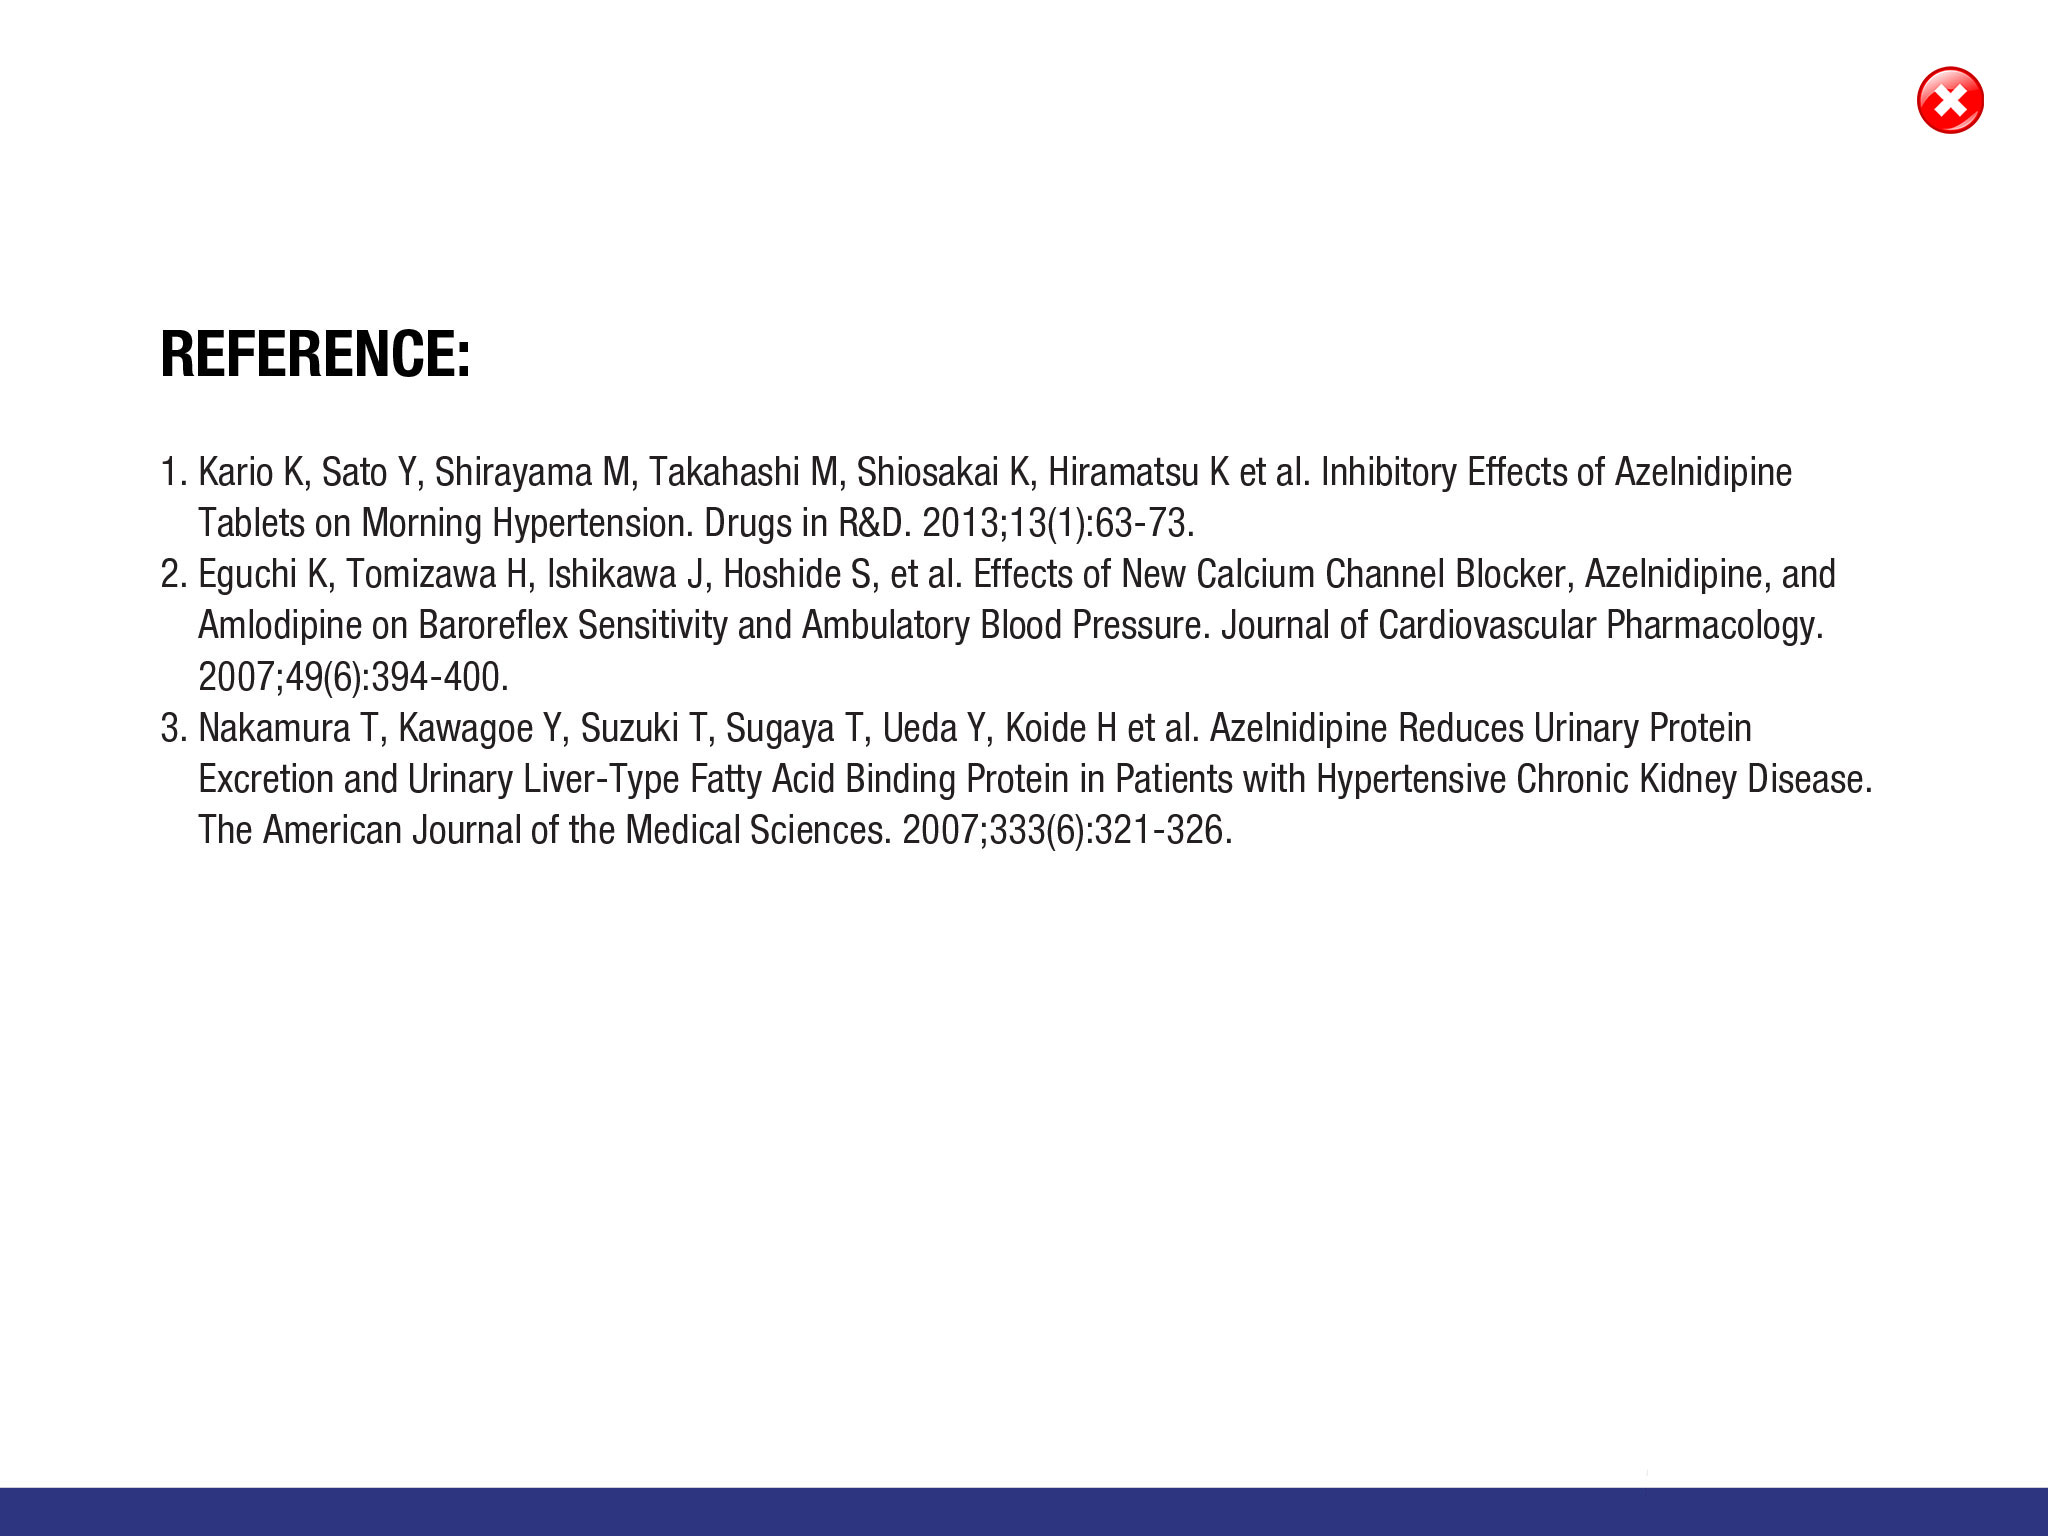 REFERENCE:
1. Kario K, Sato Y, Shirayama M, Takahashi M, Shiosakai K, Hiramatsu K et al. Inhibitory Effects of Azelnidipine
Tablets on Morning Hypertension. Drugs in R&D. 2013;13(1):63-73.
2. Eguchi K, Tomizawa H, Ishikawa J, Hoshide S, et al. Effects of New Calcium Channel Blocker, Azelnidipine, and
Amlodipine on Baroreflex Sensitivity and Ambulatory Blood Pressure. Journal of Cardiovascular Pharmacology.
2007;49(6):394-400.
3. Nakamura T, Kawagoe Y, Suzuki T, Sugaya T, Ueda Y, Koide H et al. Azelnidipine Reduces Urinary Protein
Excretion and Urinary Liver-Type Fatty Acid Binding Protein in Patients with Hypertensive Chronic Kidney Disease.
The American Journal of the Medical Sciences. 2007;333(6):321-326.